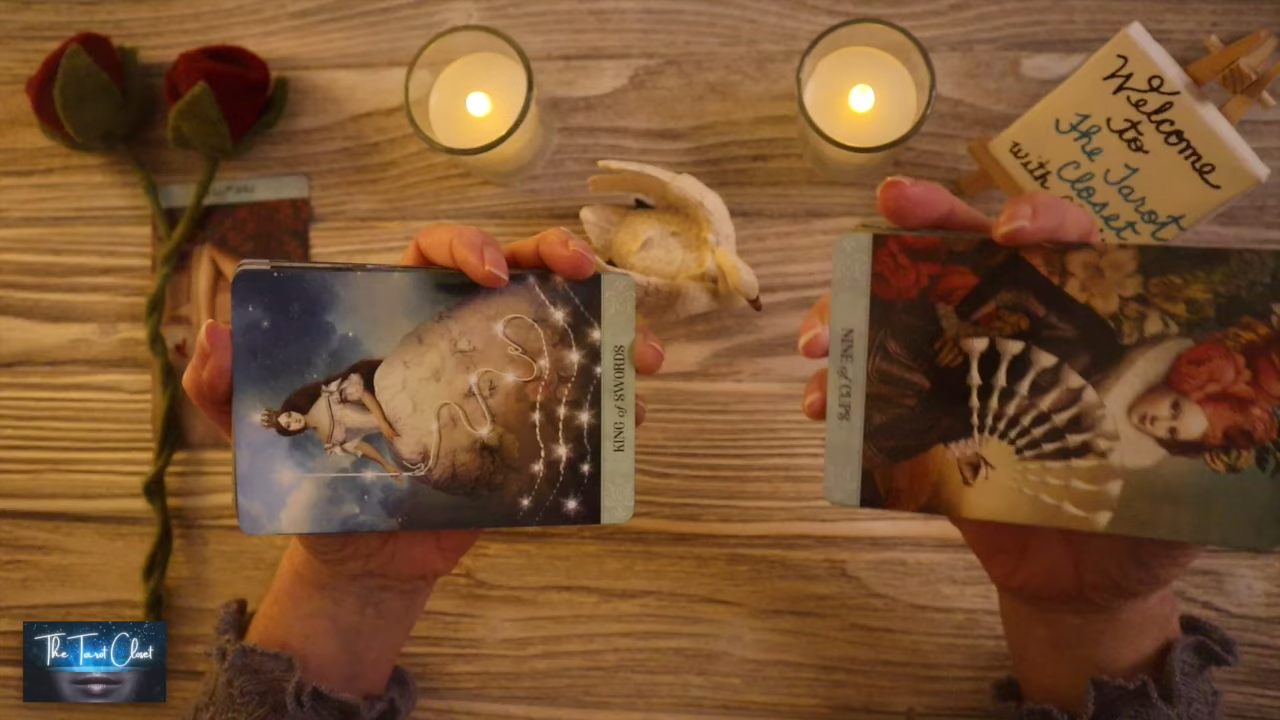 Welcome
to
The Tarot
Closet
with
KING of SWORDS
NINE of CUPS
The Tarot Closet